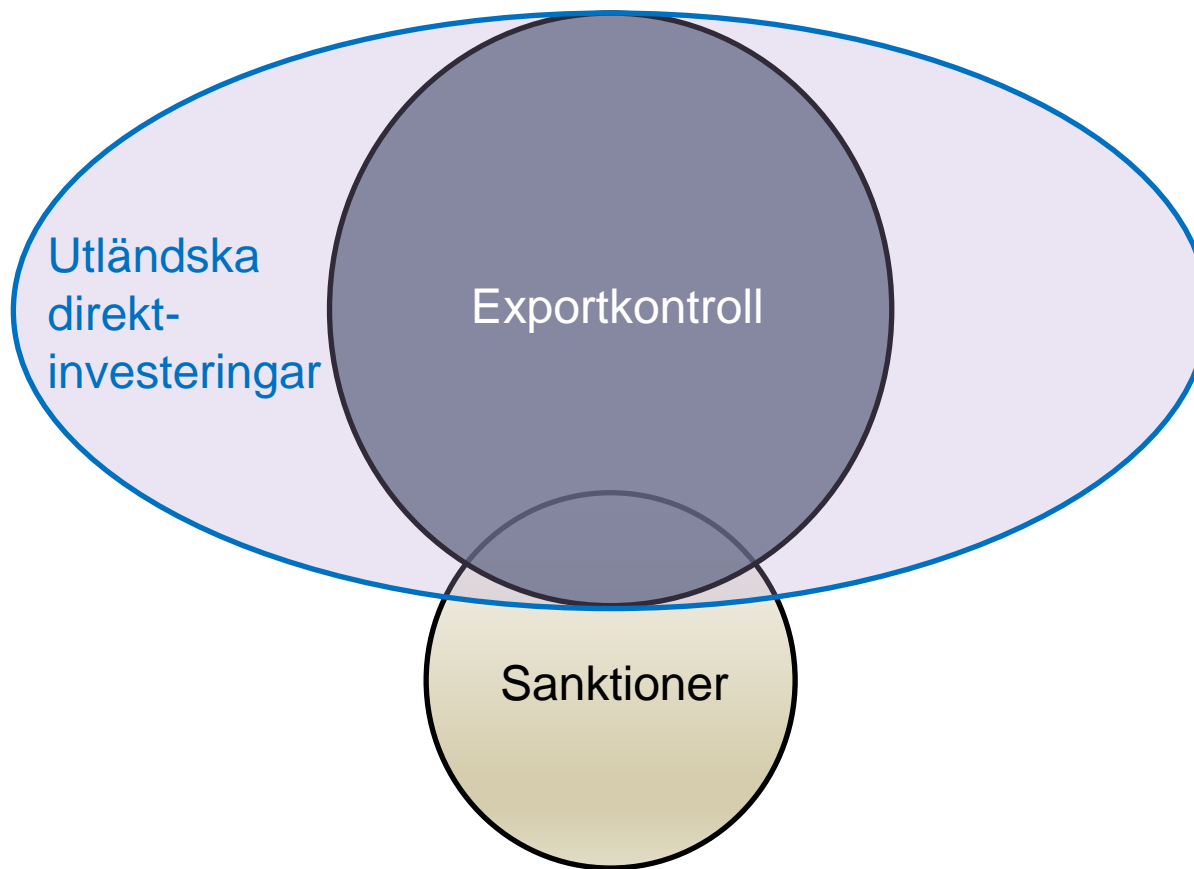 Utländska
direkt-
investeringar
Exportkontroll
Sanktioner